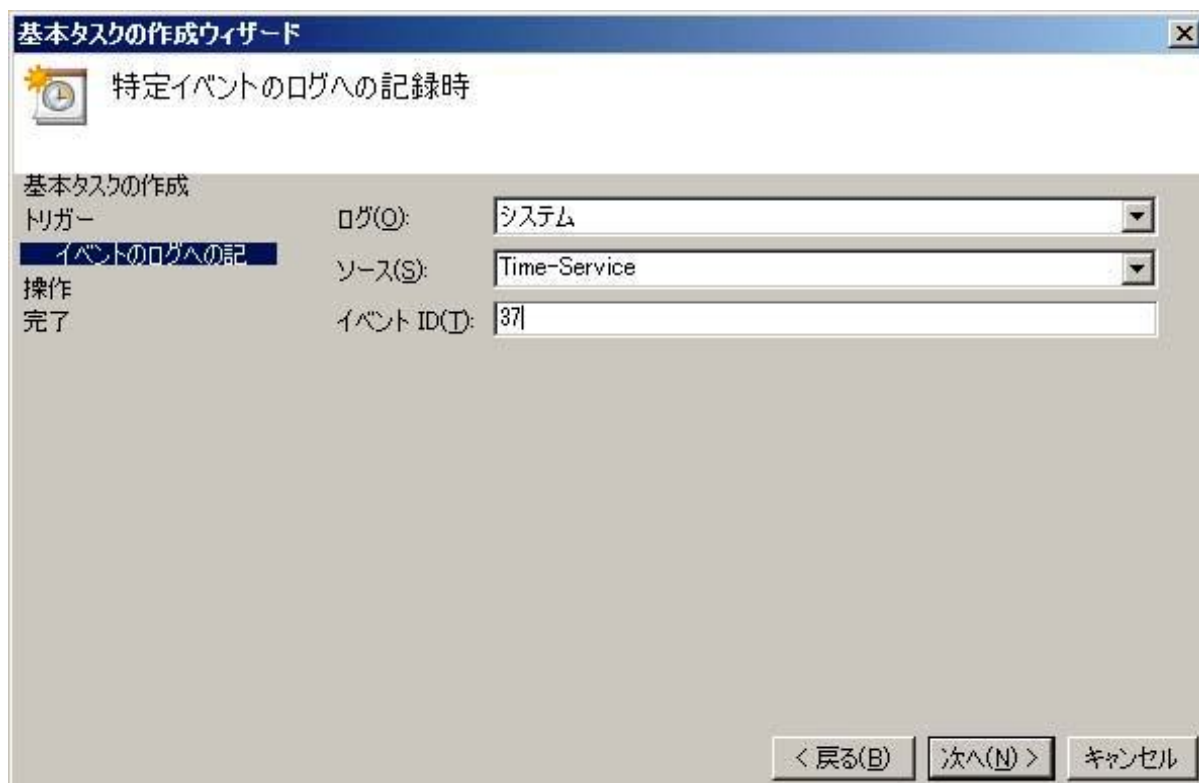 基本タスクの作成ウィザード
特定イベントのログへの記録時
基本タスクの作成
トリガー
イベントのログへの記
操作
完了
ログ(O):
システム
ソース(S):
Time-Service
イベント ID(T):
37
< 戻る(B)
次へ(N) >
キャンセル